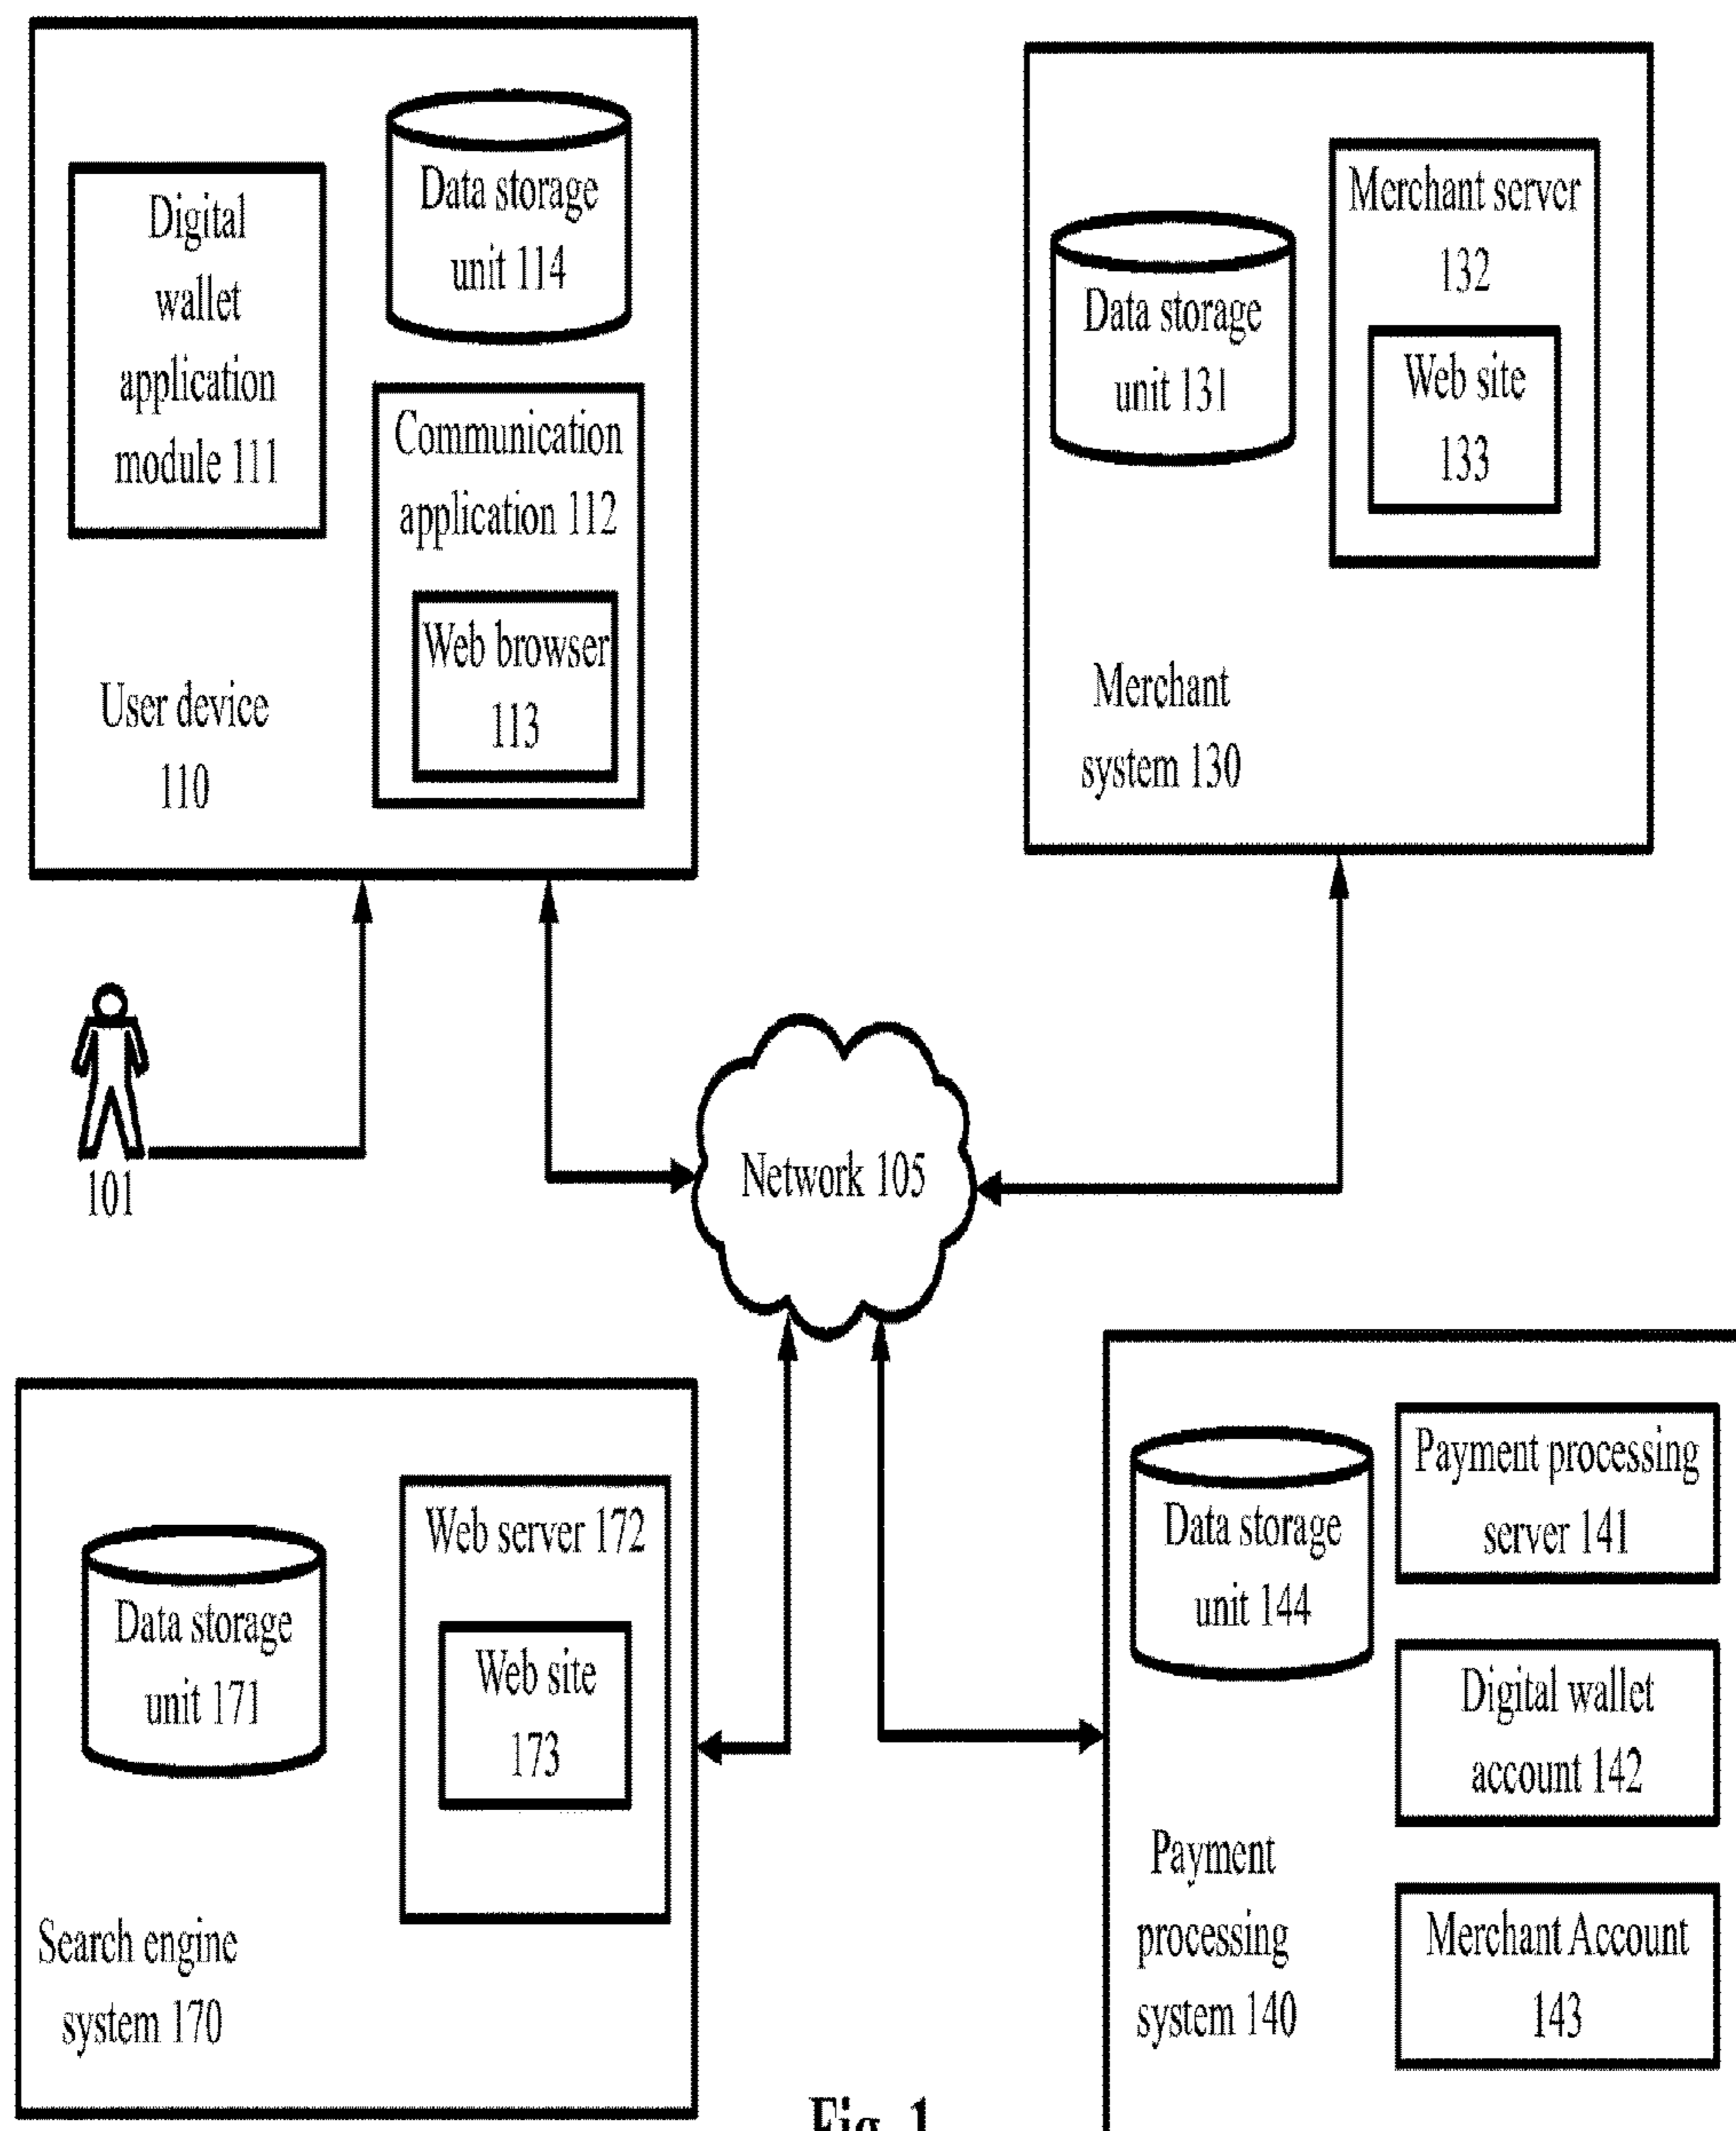 Digital
wallet
application
module 111
Data storage
unit 114
Communication
application 112
Web browser
113
User device
110
Data storage
unit 131
Merchant server
132
Web site
133
Merchant
system 130
101
Network 105
Data storage
unit 171
Web server 172
Web site
173
Search engine
system 170
Data storage
unit 144
Payment processing
server 141
Digital wallet
account 142
Merchant Account
143
Payment
processing
system 140
Fig. 1